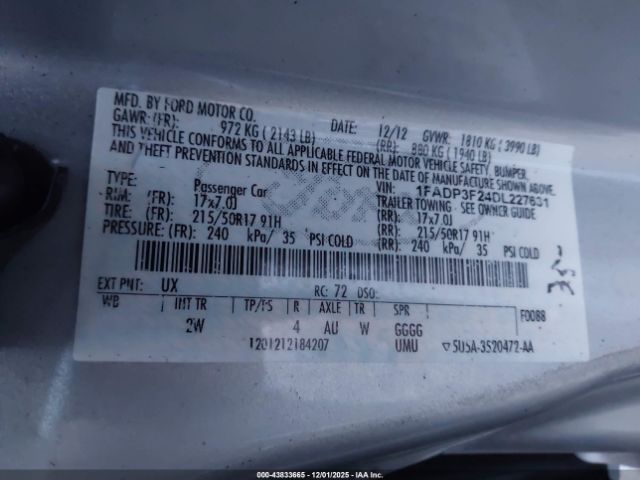 MFD. BY FORD MOTOR CO.
DATE: 12/12 GVWR: 1810 KG ( 3990 LB)
GAWR: (FR): 972 KG ( 2143 LB) (RR): 880 KG ( 1940 LB)
THIS VEHICLE CONFORMS TO ALL APPLICABLE FEDERAL MOTOR VEHICLE SAFETY, BUMPER,
AND THEFT PREVENTION STANDARDS IN EFFECT ON THE DATE OF MANUFACTURE SHOWN ABOVE.
VIN: 1FADP3F24DL227631
TYPE: Passenger Car TRAILER TOWING - SEE OWNER GUIDE
RIM: (FR): 17x7.0J (RR): 17x7.0J
TIRE: (FR): 215/50R17 91H (RR): 215/50R17 91H
PRESSURE: (FR): 240 kPa/ 35 PSI COLD (RR): 240 kPa/ 35 PSI COLD
EXT PNT: UX RC: 72 DSO:
WB INT TR TP/PS R AXLE TR SPR F0088
2W 4 AU W GGGG
1201212184207 UMU ▽5U5A-3520472-AA
000-43833665 - 12/01/2025 - IAA Inc.